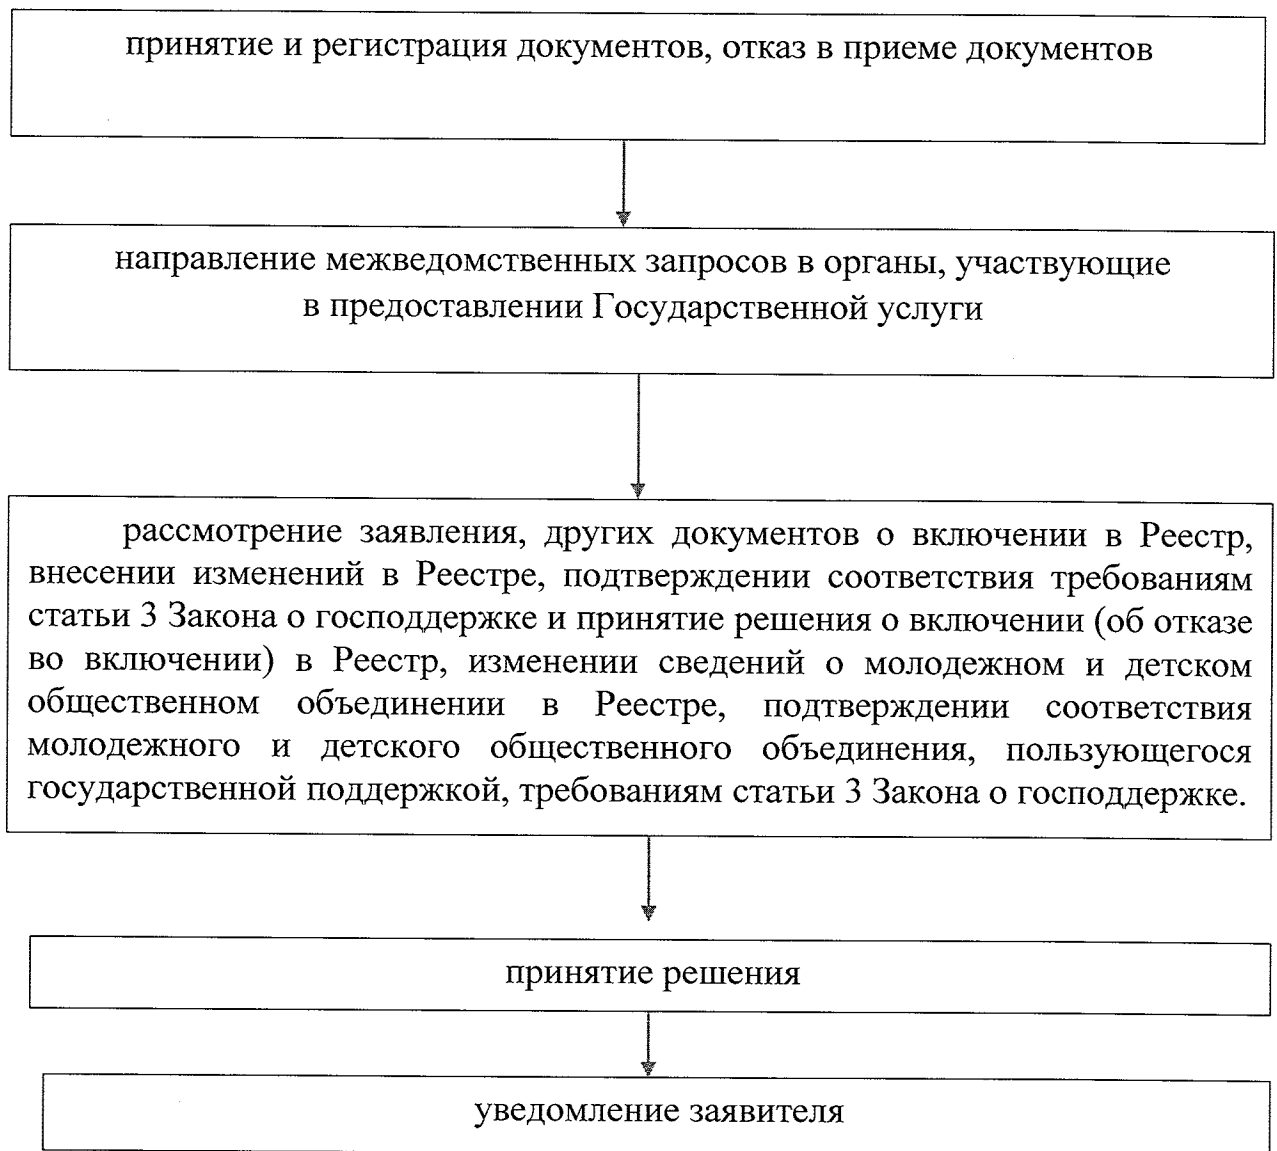 принятие и регистрация документов, отказ в приеме документов
направление межведомственных запросов в органы, участвующие
в предоставлении Государственной услуги
рассмотрение заявления, других документов о включении в Реестр,
внесении изменений в Реестре, подтверждении соответствия требованиям
статьи 3 Закона о господдержке и принятие решения о включении (об отказе
во включении) в Реестр, изменении сведений о молодежном и детском
общественном объединении в Реестре, подтверждении соответствия
молодежного и детского общественного объединения, пользующегося
государственной поддержкой, требованиям статьи 3 Закона о господдержке.
принятие решения
уведомление заявителя